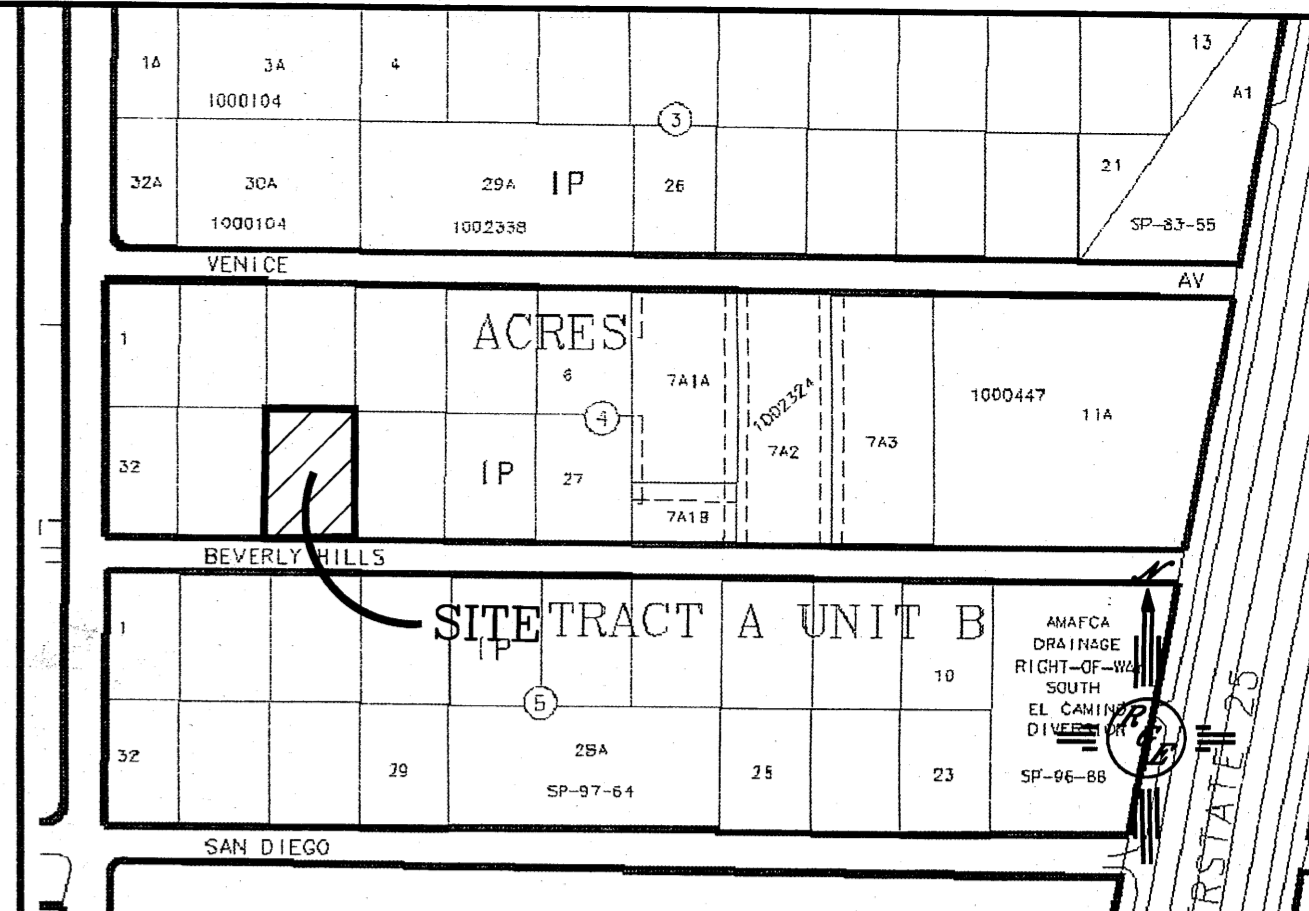 13
1A
3A
4
A1
1000104
3
32A
30A
29A
IP
26
21
1000104
1002338
SP-83-55
VENICE
AV
ACRES
1
6
7A1A
1002324
1000447
11A
4
7A2
7A3
32
IP
27
7A1B
BEVERLY HILLS
N
SITE
TRACT A UNIT B
1
IP
AMAFCA
DRAINAGE
RIGHT-OF-WA
SOUTH
EL CAMINO
DIVERSION
10
5
R
G
E
32
29
28A
25
23
SP-97-64
SP-96-88
SAN DIEGO
RSTATE 25